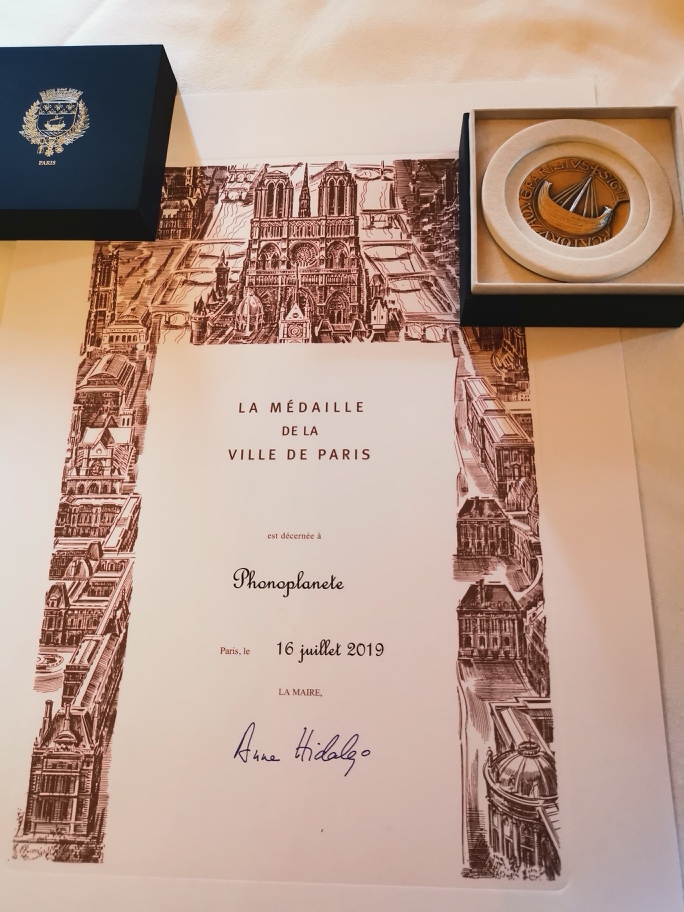 PARIS
LA MÉDAILLE
DE LA
VILLE DE PARIS
est décernée à
Phonoplanete
Paris, le 16 juillet 2019
LA MAIRE,
Anne Hidalgo